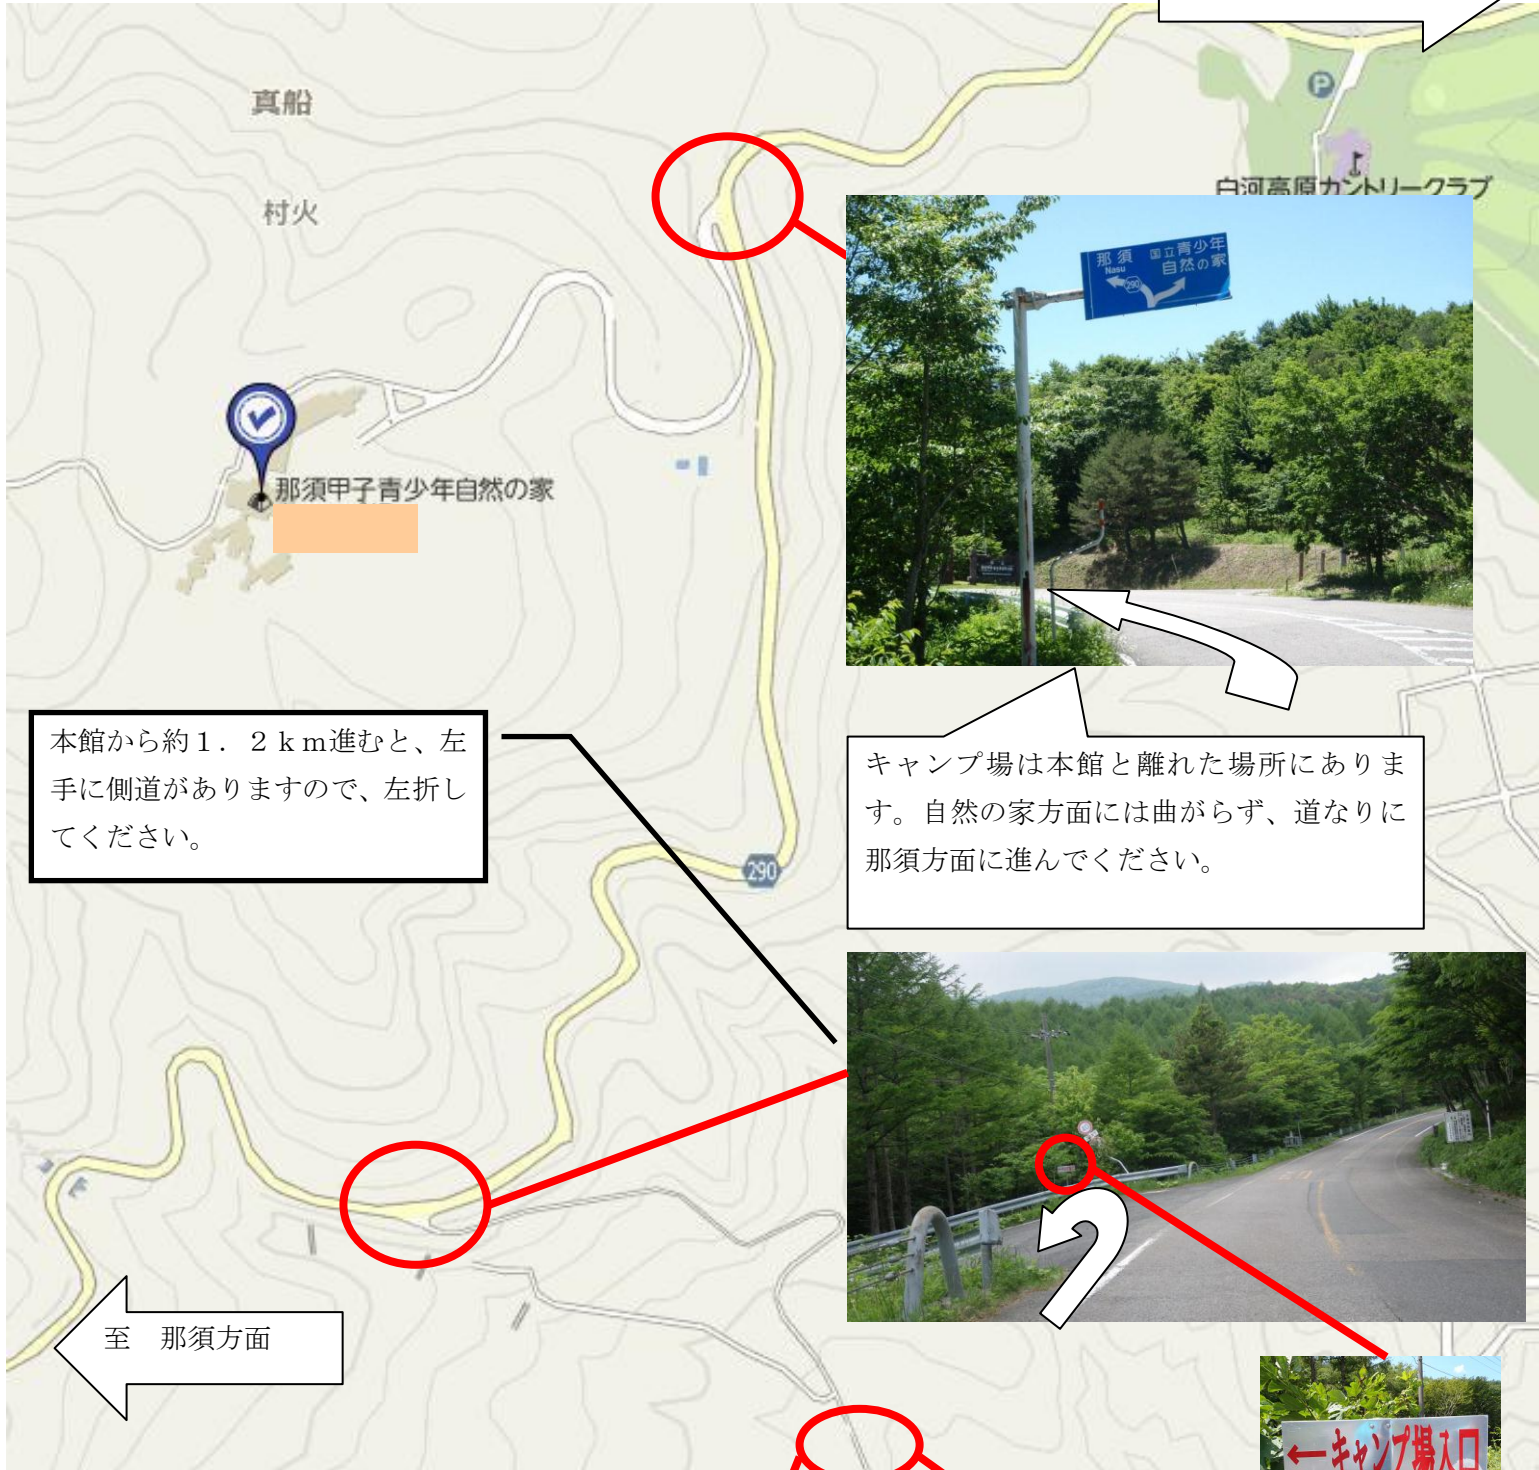 P
真船
白河高原カントリークラブ
村火
那須
Nasu
国立青少年
自然の家
290
那須甲子青少年自然の家
本館から約１．２ｋｍ進むと、左
手に側道がありますので、左折し
てください。
キャンプ場は本館と離れた場所にありま
す。自然の家方面には曲がらず、道なりに
那須方面に進んでください。
290
至　那須方面
←キャンプ場入口